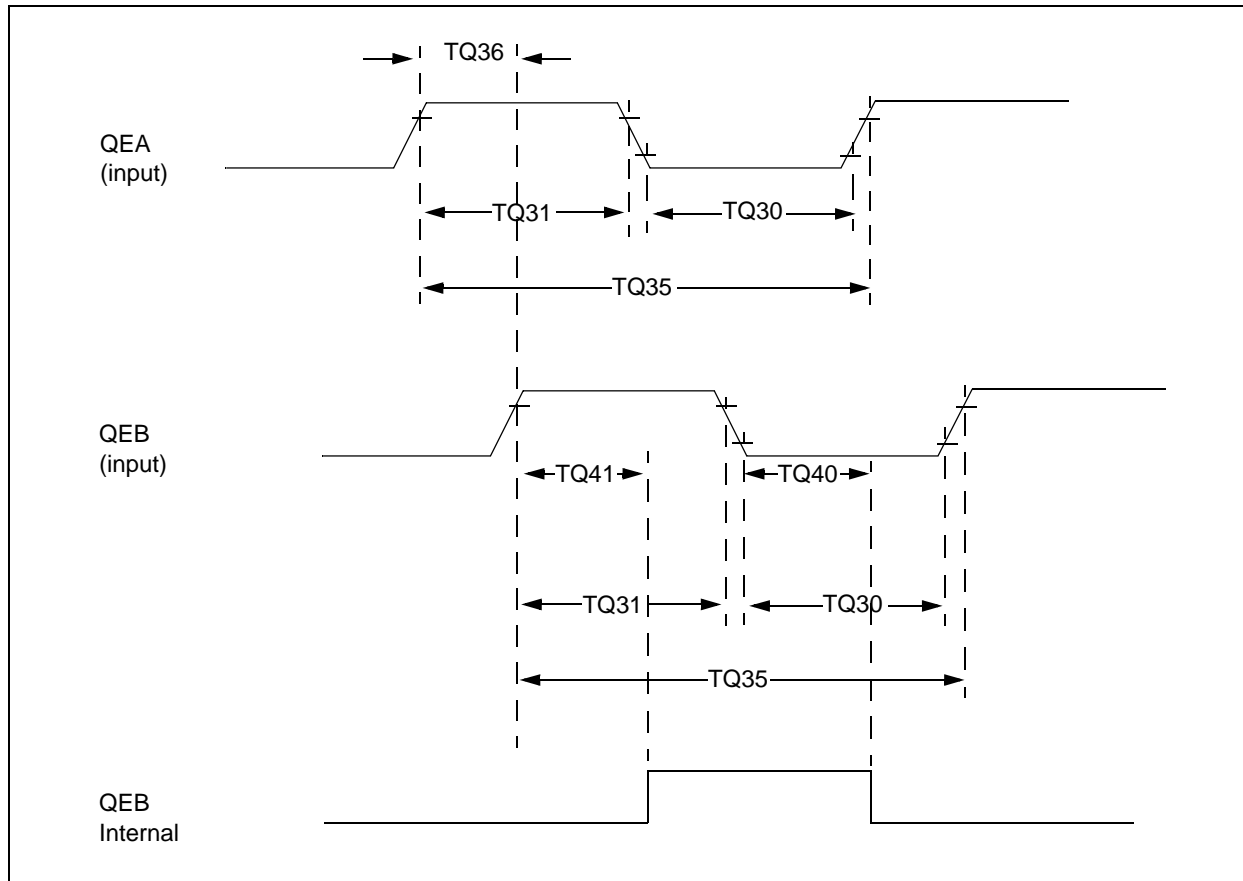 TQ36
QEA
(input)
TQ31
TQ30
TQ35
QEB
(input)
TQ41
TQ40
TQ31
TQ30
TQ35
QEB
Internal